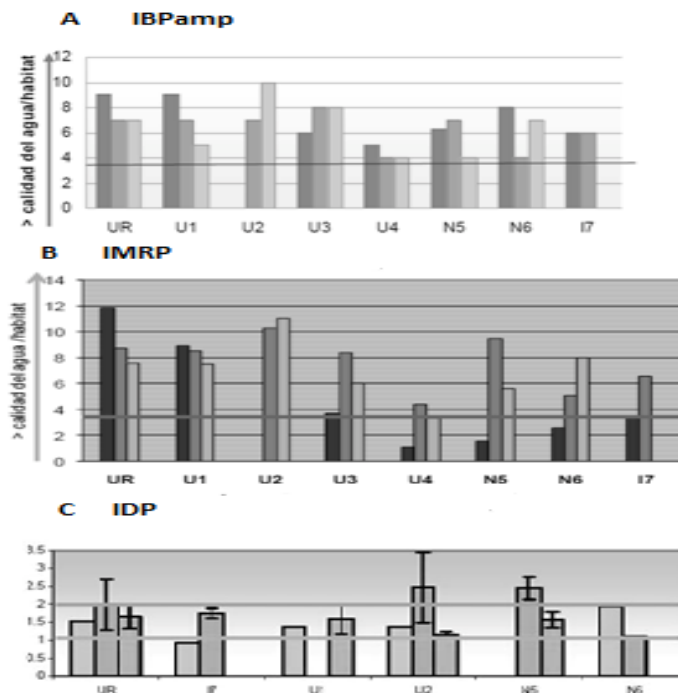 A IBPamp
> calidad del agua/habitat
12
10
8
6
4
2
0
UR U1 U2 U3 U4 N5 N6 I7
B IMRP
> calidad del agua /habitat
14
12
10
8
6
4
2
0
UR U1 U2 U3 U4 N5 N6 I7
C IDP
3.5
3
2.5
2
1.5
1
0.5
0
UR I7 U2 N5 N6